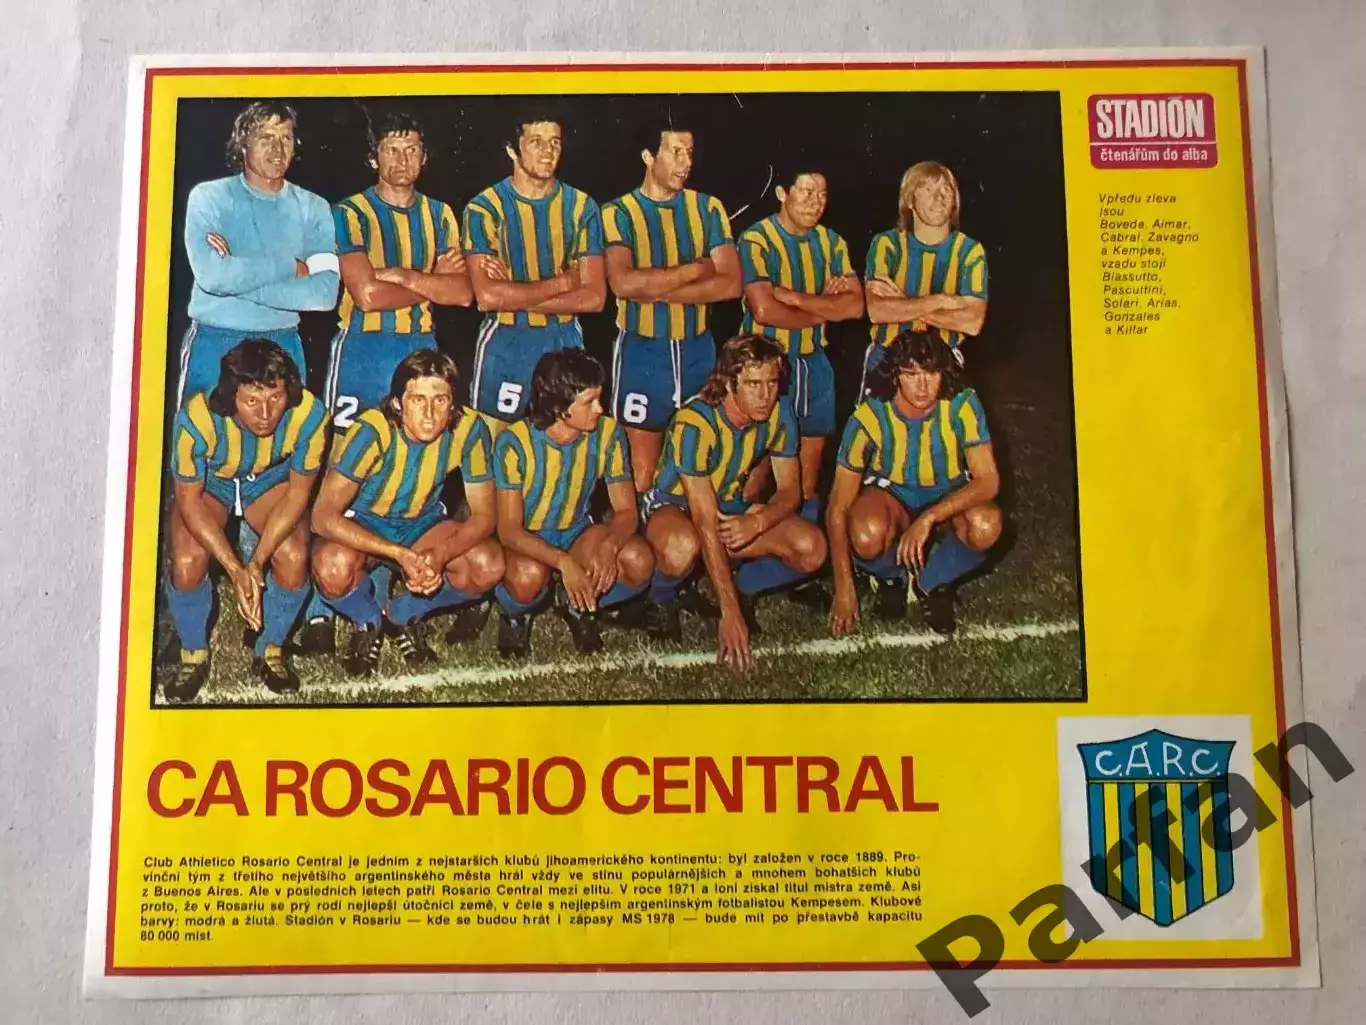 STADIÓN
čtenářům do alba
Vpředu zleva
jsou
Boveda, Aimar,
Cabral, Zavagno
a Kempes,
vzadu stojí
Biassutto,
Pascuttini,
Solari, Arias,
Gonzales
a Killar
2
5
6
CA ROSARIO CENTRAL
C.A.R.C.
Club Athletico Rosario Central je jedním z nejstarších klubů jihoamerického kontinentu: byl založen v roce 1889. Pro-
vinční tým z třetího největšího argentinského města hrál vždy ve stínu populárnějších a mnohem bohatších klubů
z Buenos Aires. Ale v posledních letech patří Rosario Central mezi elitu. V roce 1971 a loni získal titul mistra země. Asi
proto, že v Rosariu se prý rodí nejlepší útočníci země, v čele s nejlepším argentinským fotbalistou Kempesem. Klubové
barvy: modrá a žlutá. Stadión v Rosariu — kde se budou hrát i zápasy MS 1978 — bude mít po přestavbě kapacitu
80 000 míst.
Parfan